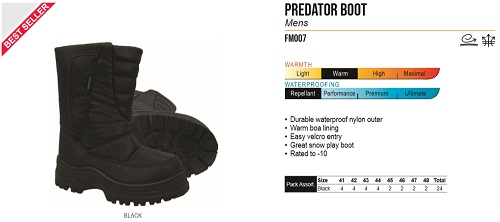 BEST SELLER
PREDATOR BOOT
Mens
FM007
WARMTH
Light Warm High Maximal
WATERPROOFING
Repellant Performance Premium Ultimate
• Durable waterproof nylon outer
• Warm boa lining
• Easy velcro entry
• Great snow play boot
• Rated to -10
Pack Assort. Size 41 42 43 44 45 46 47 48 Total
Black 4 4 4 4 2 2 2 2 24
BLACK